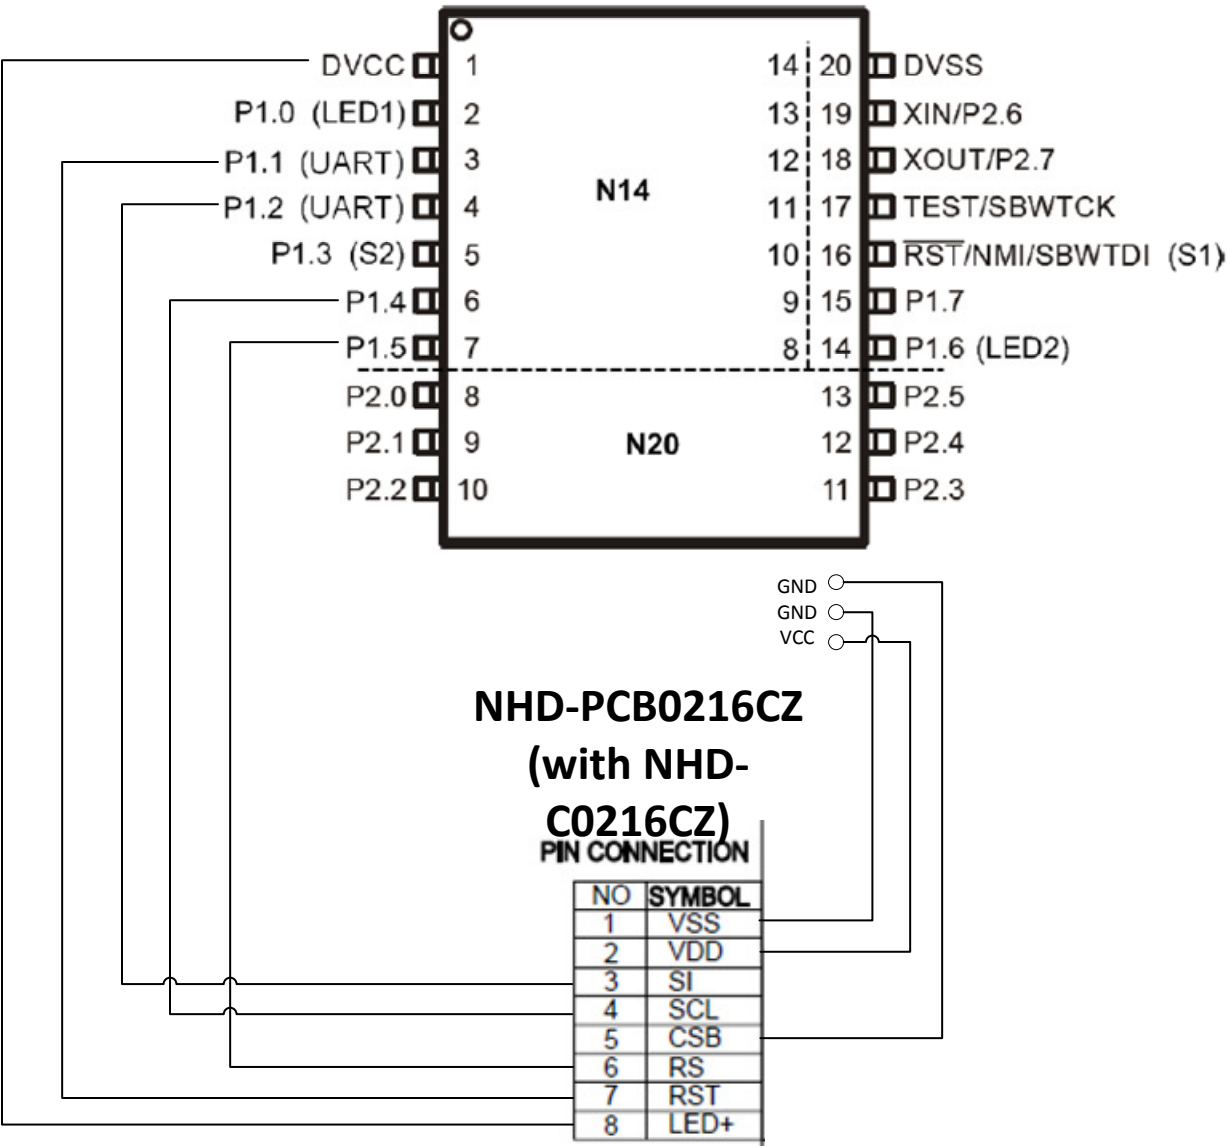 DVCC 1 14 20 DVSS
P1.0 (LED1) 2 13 19 XIN/P2.6
P1.1 (UART) 3 12 18 XOUT/P2.7
P1.2 (UART) 4 11 17 TEST/SBWTCK
P1.3 (S2) 5 10 16 RST/NMI/SBWTDI (S1)
P1.4 6 9 15 P1.7
P1.5 7 8 14 P1.6 (LED2)
N14
P2.0 8 13 P2.5
P2.1 9 N20 12 P2.4
P2.2 10 11 P2.3
GND
GND
VCC
NHD-PCB0216CZ
(with NHD-
C0216CZ)
PIN CONNECTION
NO SYMBOL
1 VSS
2 VDD
3 SI
4 SCL
5 CSB
6 RS
7 RST
8 LED+